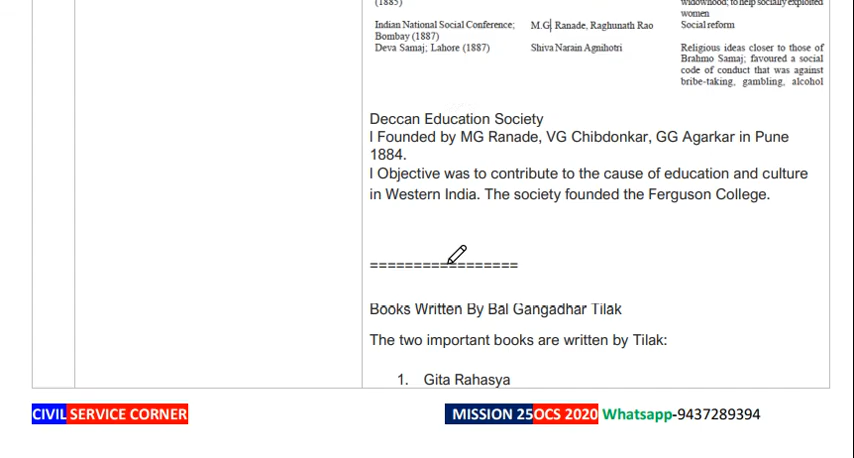 (1885)
widowhood; to help socially exploited
women
Indian National Social Conference; M.G Ranade, Raghunath Rao Social reform
Bombay (1887)
Deva Samaj; Lahore (1887) Shiva Narain Agnihotri Religious ideas closer to those of
Brahmo Samaj; favoured a social
code of conduct that was against
bribe-taking, gambling, alcohol
Deccan Education Society
l Founded by MG Ranade, VG Chibdonkar, GG Agarkar in Pune
1884.
l Objective was to contribute to the cause of education and culture
in Western India. The society founded the Ferguson College.
=================
Books Written By Bal Gangadhar Tilak
The two important books are written by Tilak:
1. Gita Rahasya
CIVIL SERVICE CORNER MISSION 25OCS 2020 Whatsapp-9437289394